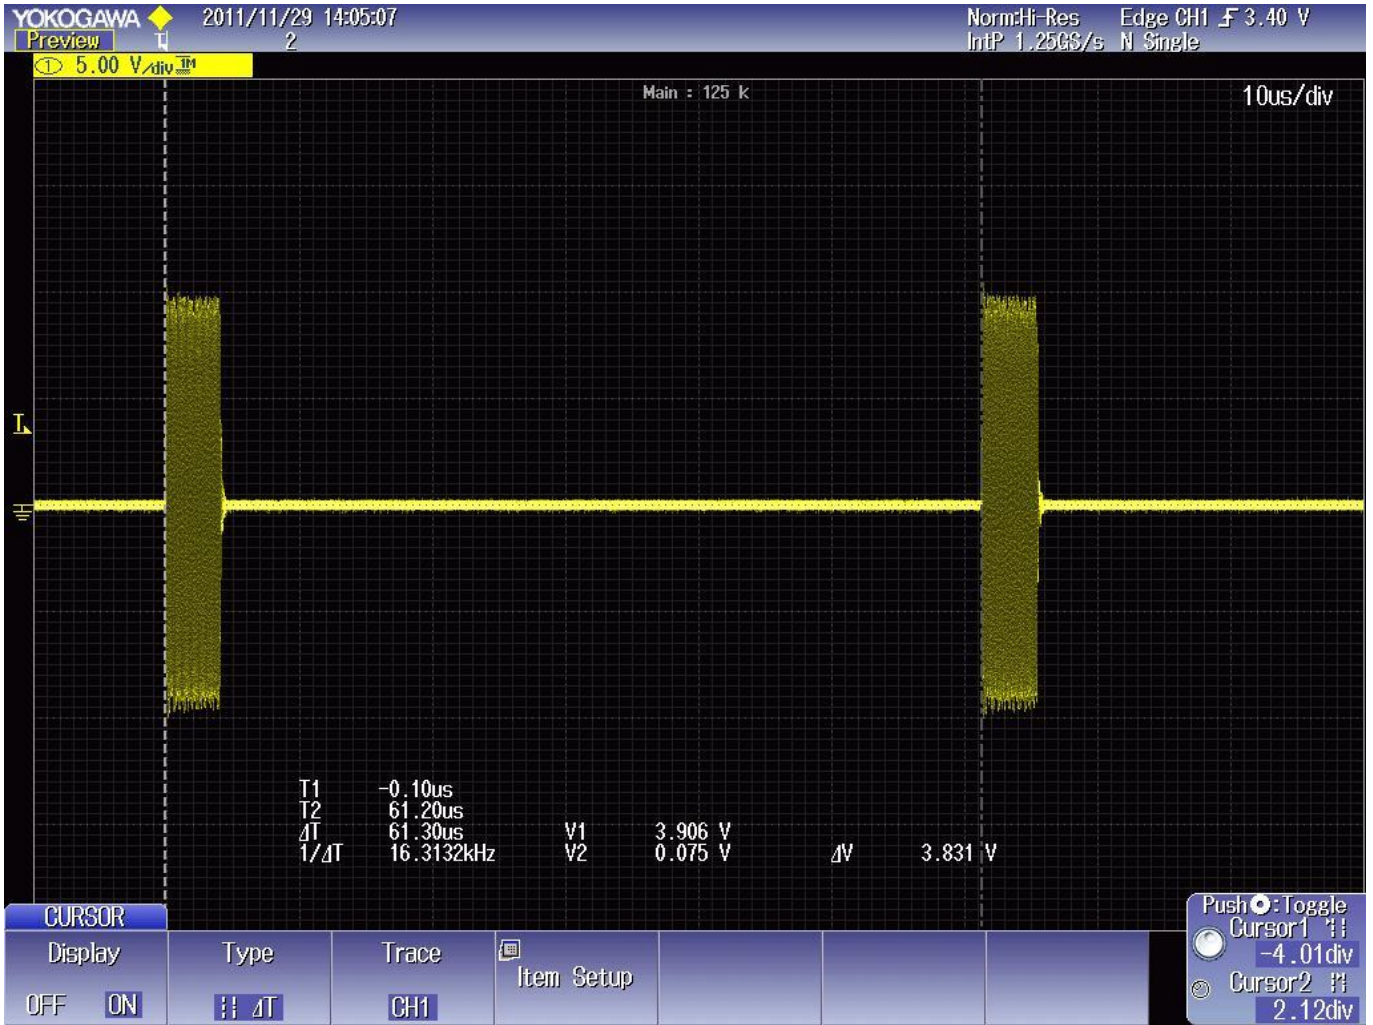 YOKOGAWA 2011/11/29 14:05:07 Norm:Hi-Res Edge CH1 3.40 V
Preview T 2 IntP 1.25GS/s N Single
1 5.00 V/div 1M
Main : 125 k 10us/div
T
T1 -0.10us
T2 61.20us
ΔT 61.30us V1 3.906 V
1/ΔT 16.3132kHz V2 0.075 V ΔV 3.831 V
CURSOR Push:Toggle
Display Type Trace Item Setup Cursor1 -4.01div
OFF ON ΔT CH1 Cursor2 2.12div